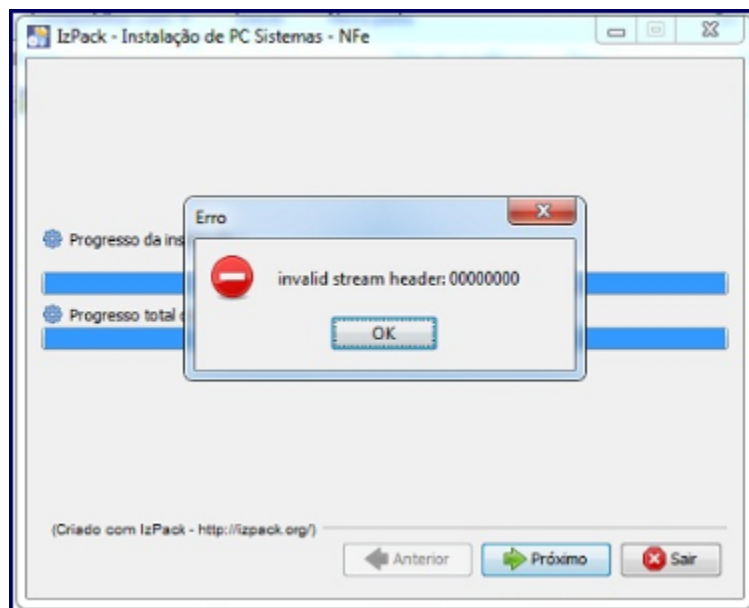 IzPack - Instalação de PC Sistemas - NFe
Erro
Progresso da ins
invalid stream header: 00000000
Progresso total
OK
(Criado com IzPack - http://izpack.org/)
Anterior
Próximo
Sair